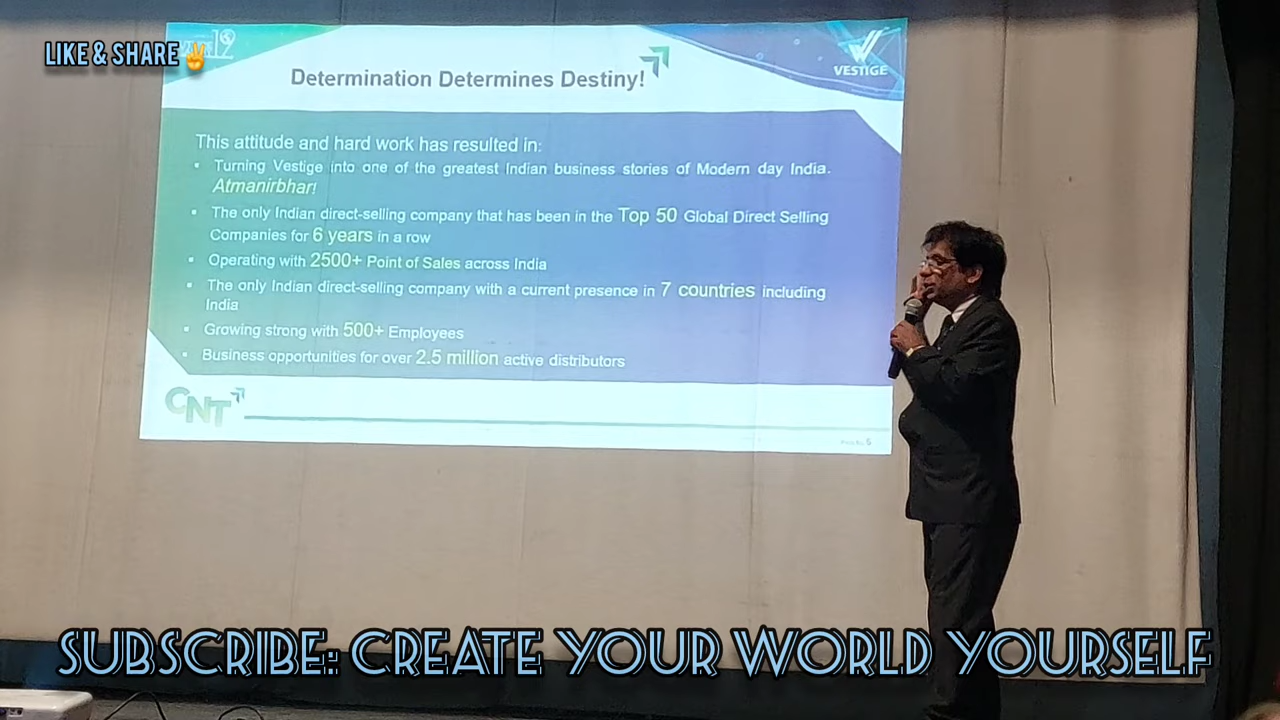 LIKE & SHARE✌
Determination Determines Destiny!
VESTIGE
This attitude and hard work has resulted in:
• Turning Vestige into one of the greatest Indian business stories of Modern day India.
Atmanirbhar!
• The only Indian direct-selling company that has been in the Top 50 Global Direct Selling
Companies for 6 years in a row
• Operating with 2500+ Point of Sales across India
• The only Indian direct-selling company with a current presence in 7 countries including
India
• Growing strong with 500+ Employees
• Business opportunities for over 2.5 million active distributors
CNT
SUBSCRIBE: CREATE YOUR WORLD YOURSELF